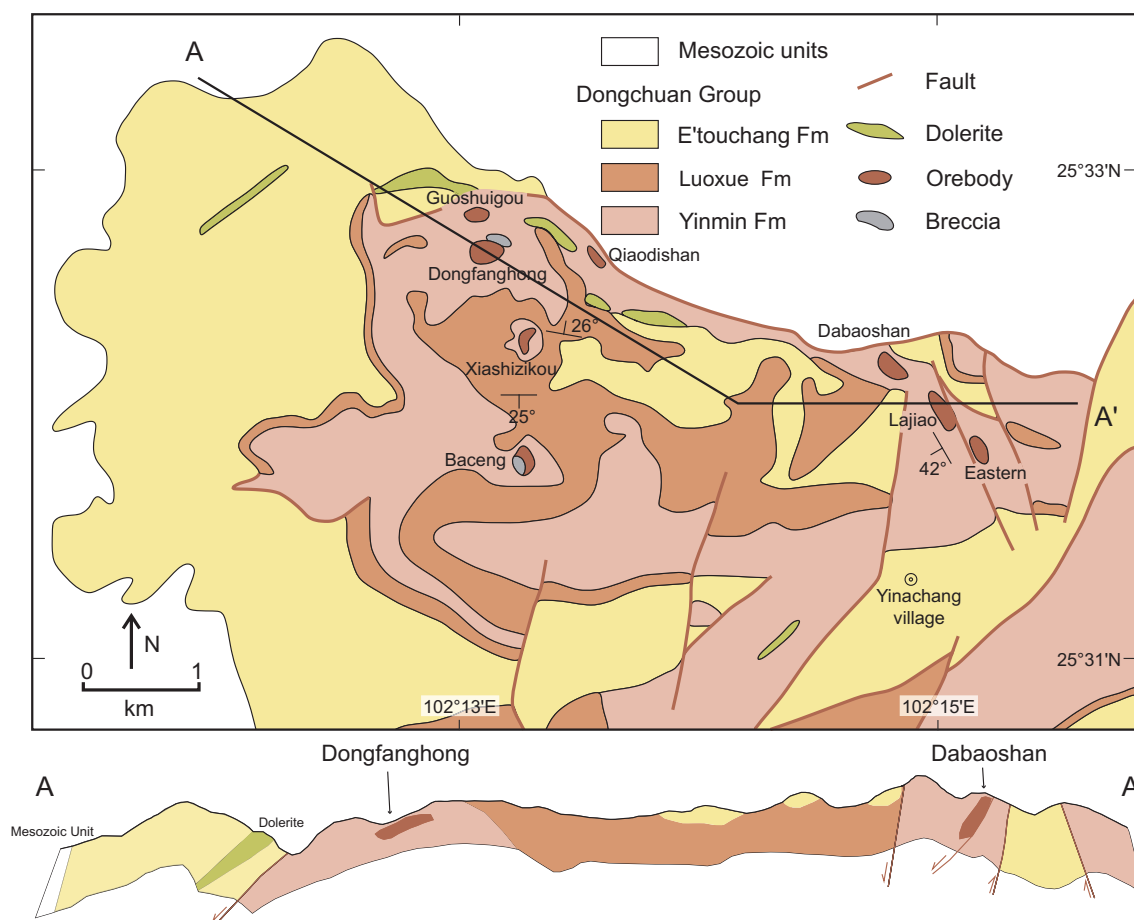 A
Mesozoic units
Dongchuan Group
E'touchang Fm
Luoxue Fm
Yinmin Fm
Fault
Dolerite
Orebody
Breccia
25°33'N
Guoshuigou
Qiaodishan
Dongfanghong
26°
Dabaoshan
Xiashizikou
25°
A'
Lajiao
42°
Eastern
Baceng
Yinachang
village
N
0 1
km
25°31'N
102°13'E
102°15'E
Dongfanghong
Dabaoshan
A
A
Mesozoic Unit
Dolerite